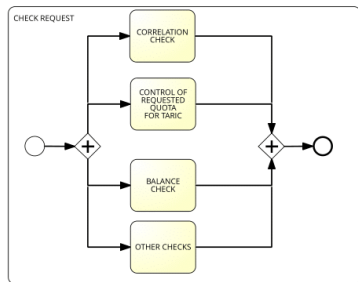 CHECK REQUEST
CORRELATION
CHECK
CONTROL OF
REQUESTED
QUOTA
FOR TARIC
BALANCE
CHECK
OTHER CHECKS